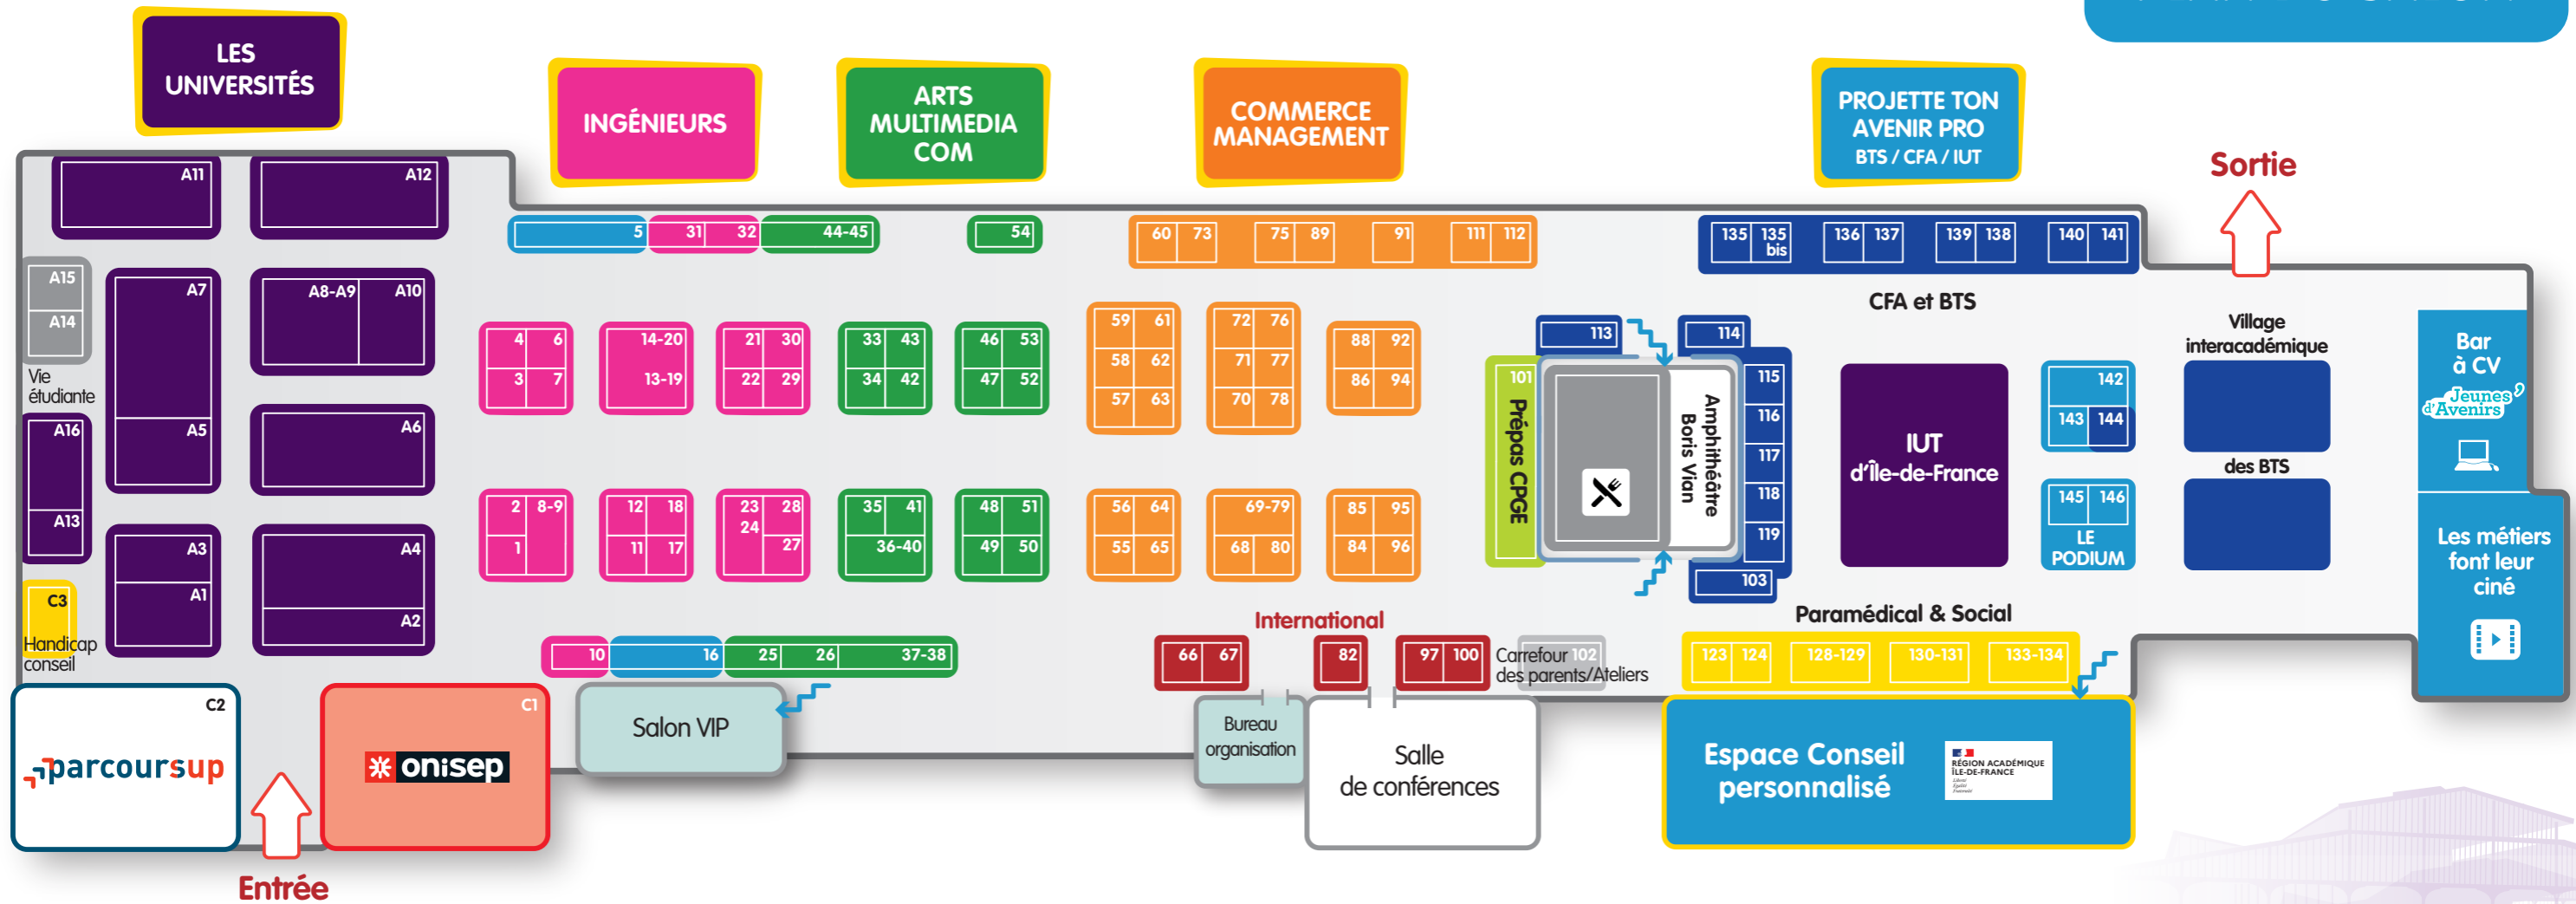 LES
UNIVERSITÉS
INGÉNIEURS
ARTS
MULTIMEDIA
COM
COMMERCE
MANAGEMENT
PROJETTE TON
AVENIR PRO
BTS / CFA / IUT
Sortie
A11
A12
5
31
32
44-45
54
60
73
75
89
91
111
112
135
135
bis
136
137
139
138
140
141
CFA et BTS
A15
A14
Vie
étudiante
A7
A5
A8-A9
A10
A6
A16
A13
A3
A1
A4
A2
C3
Handicap
conseil
4
6
3
7
14-20
13-19
21
30
22
29
33
43
34
42
46
53
47
52
59
61
58
62
57
63
72
76
71
77
70
78
88
92
86
94
2
8-9
1
12
18
11
17
23
28
24
27
35
41
36-40
48
51
49
50
56
64
55
65
69-79
68
80
85
95
84
96
101
Prépas CPGE
113
114
Amphithéâtre
Boris Vian
115
116
117
118
119
103
IUT
d'Île-de-France
142
143
144
145
146
LE
PODIUM
Village
interacadémique
des BTS
Bar
à CV
Jeunes
d'Avenirs
Les métiers
font leur
ciné
10
16
25
26
37-38
International
66
67
82
97
100
Carrefour 102
des parents/Ateliers
Paramédical & Social
123
124
128-129
130-131
133-134
C2
parcoursup
C1
onisep
Entrée
Salon VIP
Bureau
organisation
Salle
de conférences
Espace Conseil
personnalisé
RÉGION ACADÉMIQUE
ÎLE-DE-FRANCE
Liberté
Égalité
Fraternité